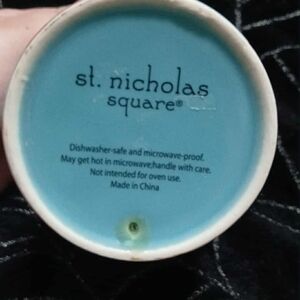 st. nicholas
square®
Dishwasher-safe and microwave-proof.
May get hot in microwave;handle with care.
Not intended for oven use.
Made in China